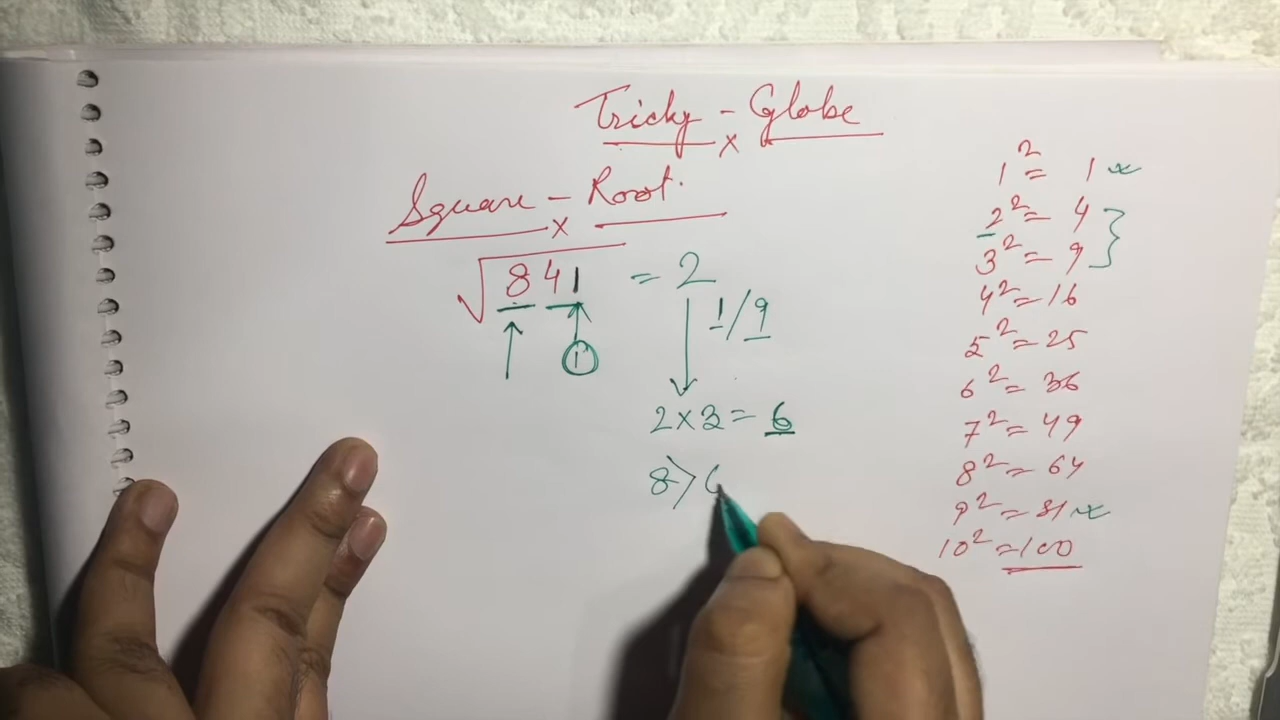 Tricky - Globe
x
Square - Root.
x
√841 = 2
1/9
1
2×3= 6
8>6
1²= 1 x
2²= 4 }
3²= 9
4²= 16
5²= 25
6²= 36
7²= 49
8²= 64
9²= 81 x
10²=100